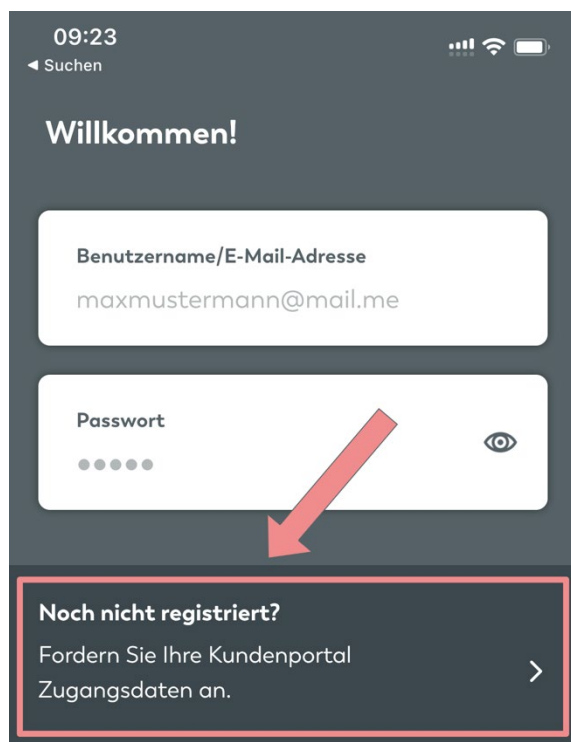 09:23
◀ Suchen
Willkommen!
Benutzername/E-Mail-Adresse
maxmustermann@mail.me
Passwort
Noch nicht registriert?
Fordern Sie Ihre Kundenportal
Zugangsdaten an.